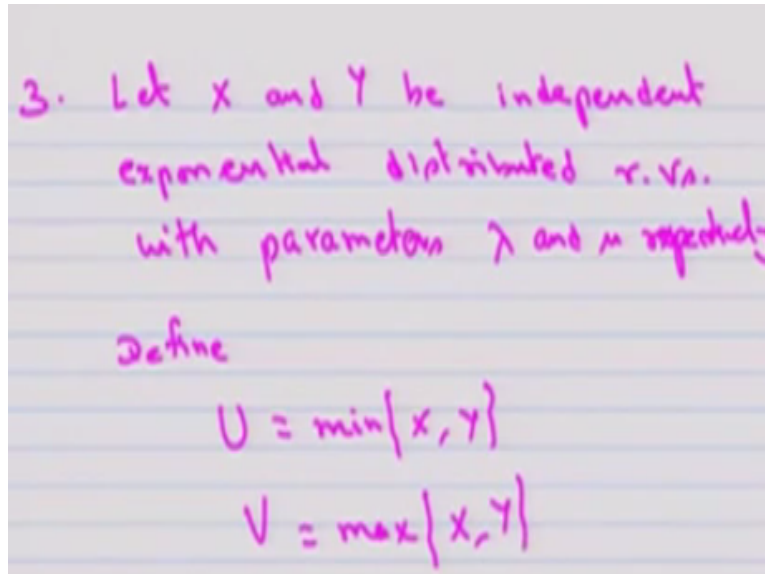 3. Let X and Y be independent
exponential distributed r.vs.
with parameters λ and μ respectively
Define
U = min{X, Y}
V = max{X, Y}